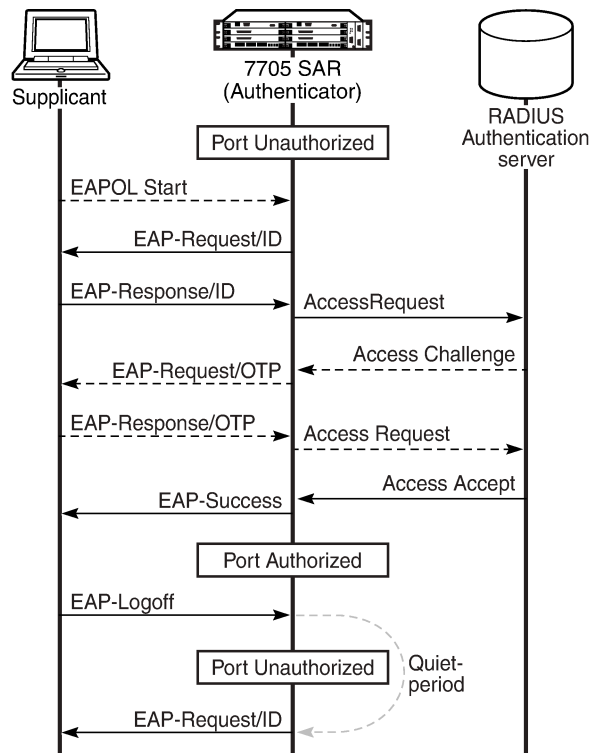 Supplicant
7705 SAR
(Authenticator)
RADIUS
Authentication
server
Port Unauthorized
EAPOL Start
EAP-Request/ID
EAP-Response/ID
AccessRequest
Access Challenge
EAP-Request/OTP
EAP-Response/OTP
Access Request
Access Accept
EAP-Success
Port Authorized
EAP-Logoff
Port Unauthorized
Quiet-
period
EAP-Request/ID